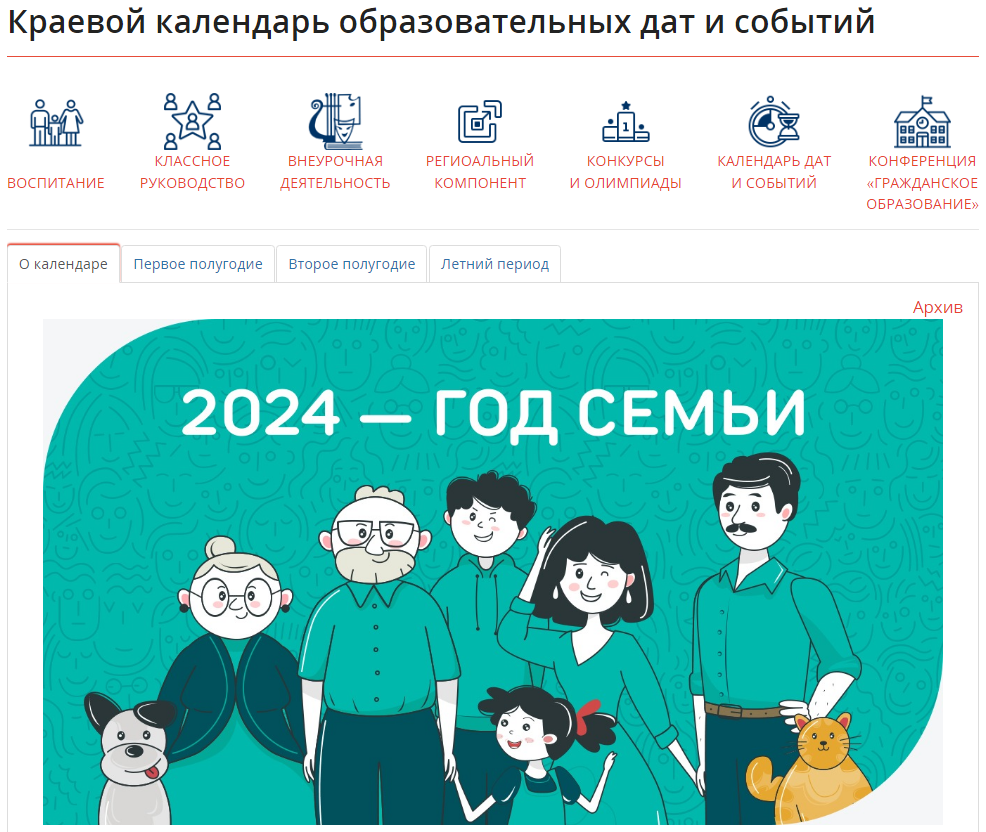 Краевой календарь образовательных дат и событий
ВОСПИТАНИЕ
КЛАССНОЕ
РУКОВОДСТВО
ВНЕУРОЧНАЯ
ДЕЯТЕЛЬНОСТЬ
РЕГИОАЛЬНЫЙ
КОМПОНЕНТ
1
КОНКУРСЫ
И ОЛИМПИАДЫ
КАЛЕНДАРЬ ДАТ
И СОБЫТИЙ
КОНФЕРЕНЦИЯ
«ГРАЖДАНСКОЕ
ОБРАЗОВАНИЕ»
О календаре
Первое полугодие
Второе полугодие
Летний период
Архив
2024 — ГОД СЕМЬИ